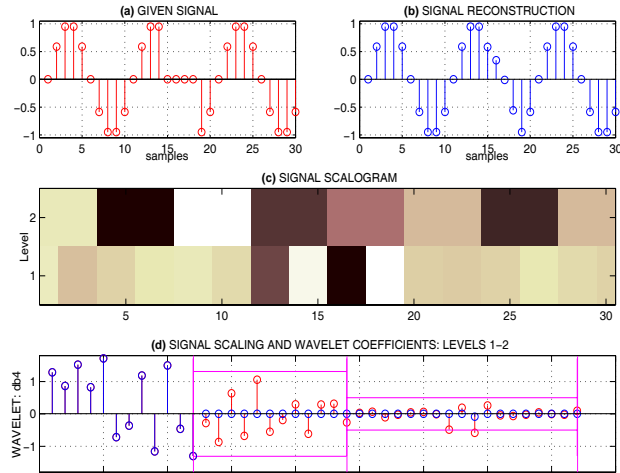 (a) GIVEN SIGNAL
(b) SIGNAL RECONSTRUCTION
1
0.5
0
−0.5
−1
0 5 10 15 20 25 30
samples
1
0.5
0
−0.5
−1
0 5 10 15 20 25 30
samples
(c) SIGNAL SCALOGRAM
Level
2
1
5 10 15 20 25 30
(d) SIGNAL SCALING AND WAVELET COEFFICIENTS: LEVELS 1−2
WAVELET: db4
1
0
−1